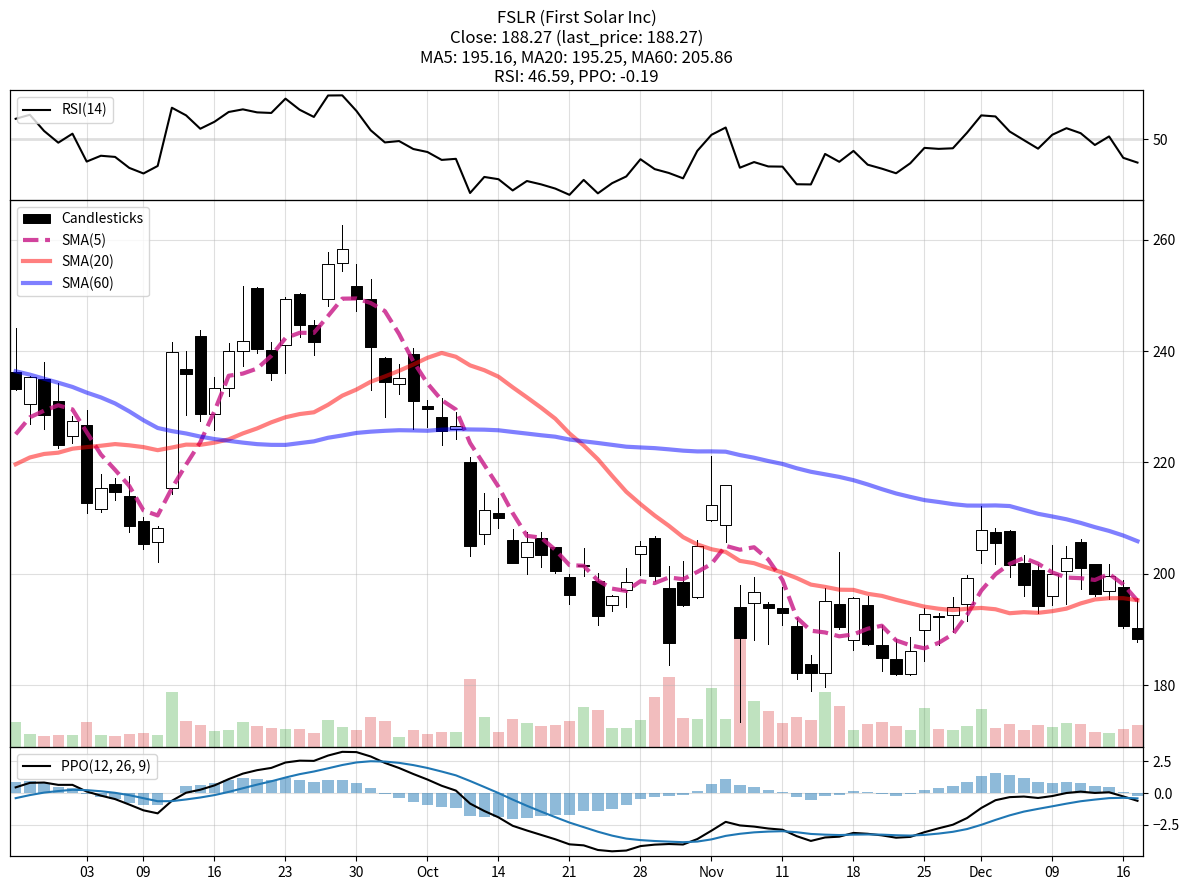 FSLR (First Solar Inc)
Close: 188.27 (last_price: 188.27)
MA5: 195.16, MA20: 195.25, MA60: 205.86
RSI: 46.59, PPO: -0.19
RSI(14)
50
Candlesticks
SMA(5)
SMA(20)
SMA(60)
260
240
220
200
180
PPO(12, 26, 9)
2.5
0.0
−2.5
03 09 16 23 30 Oct 14 21 28 Nov 11 18 25 Dec 09 16